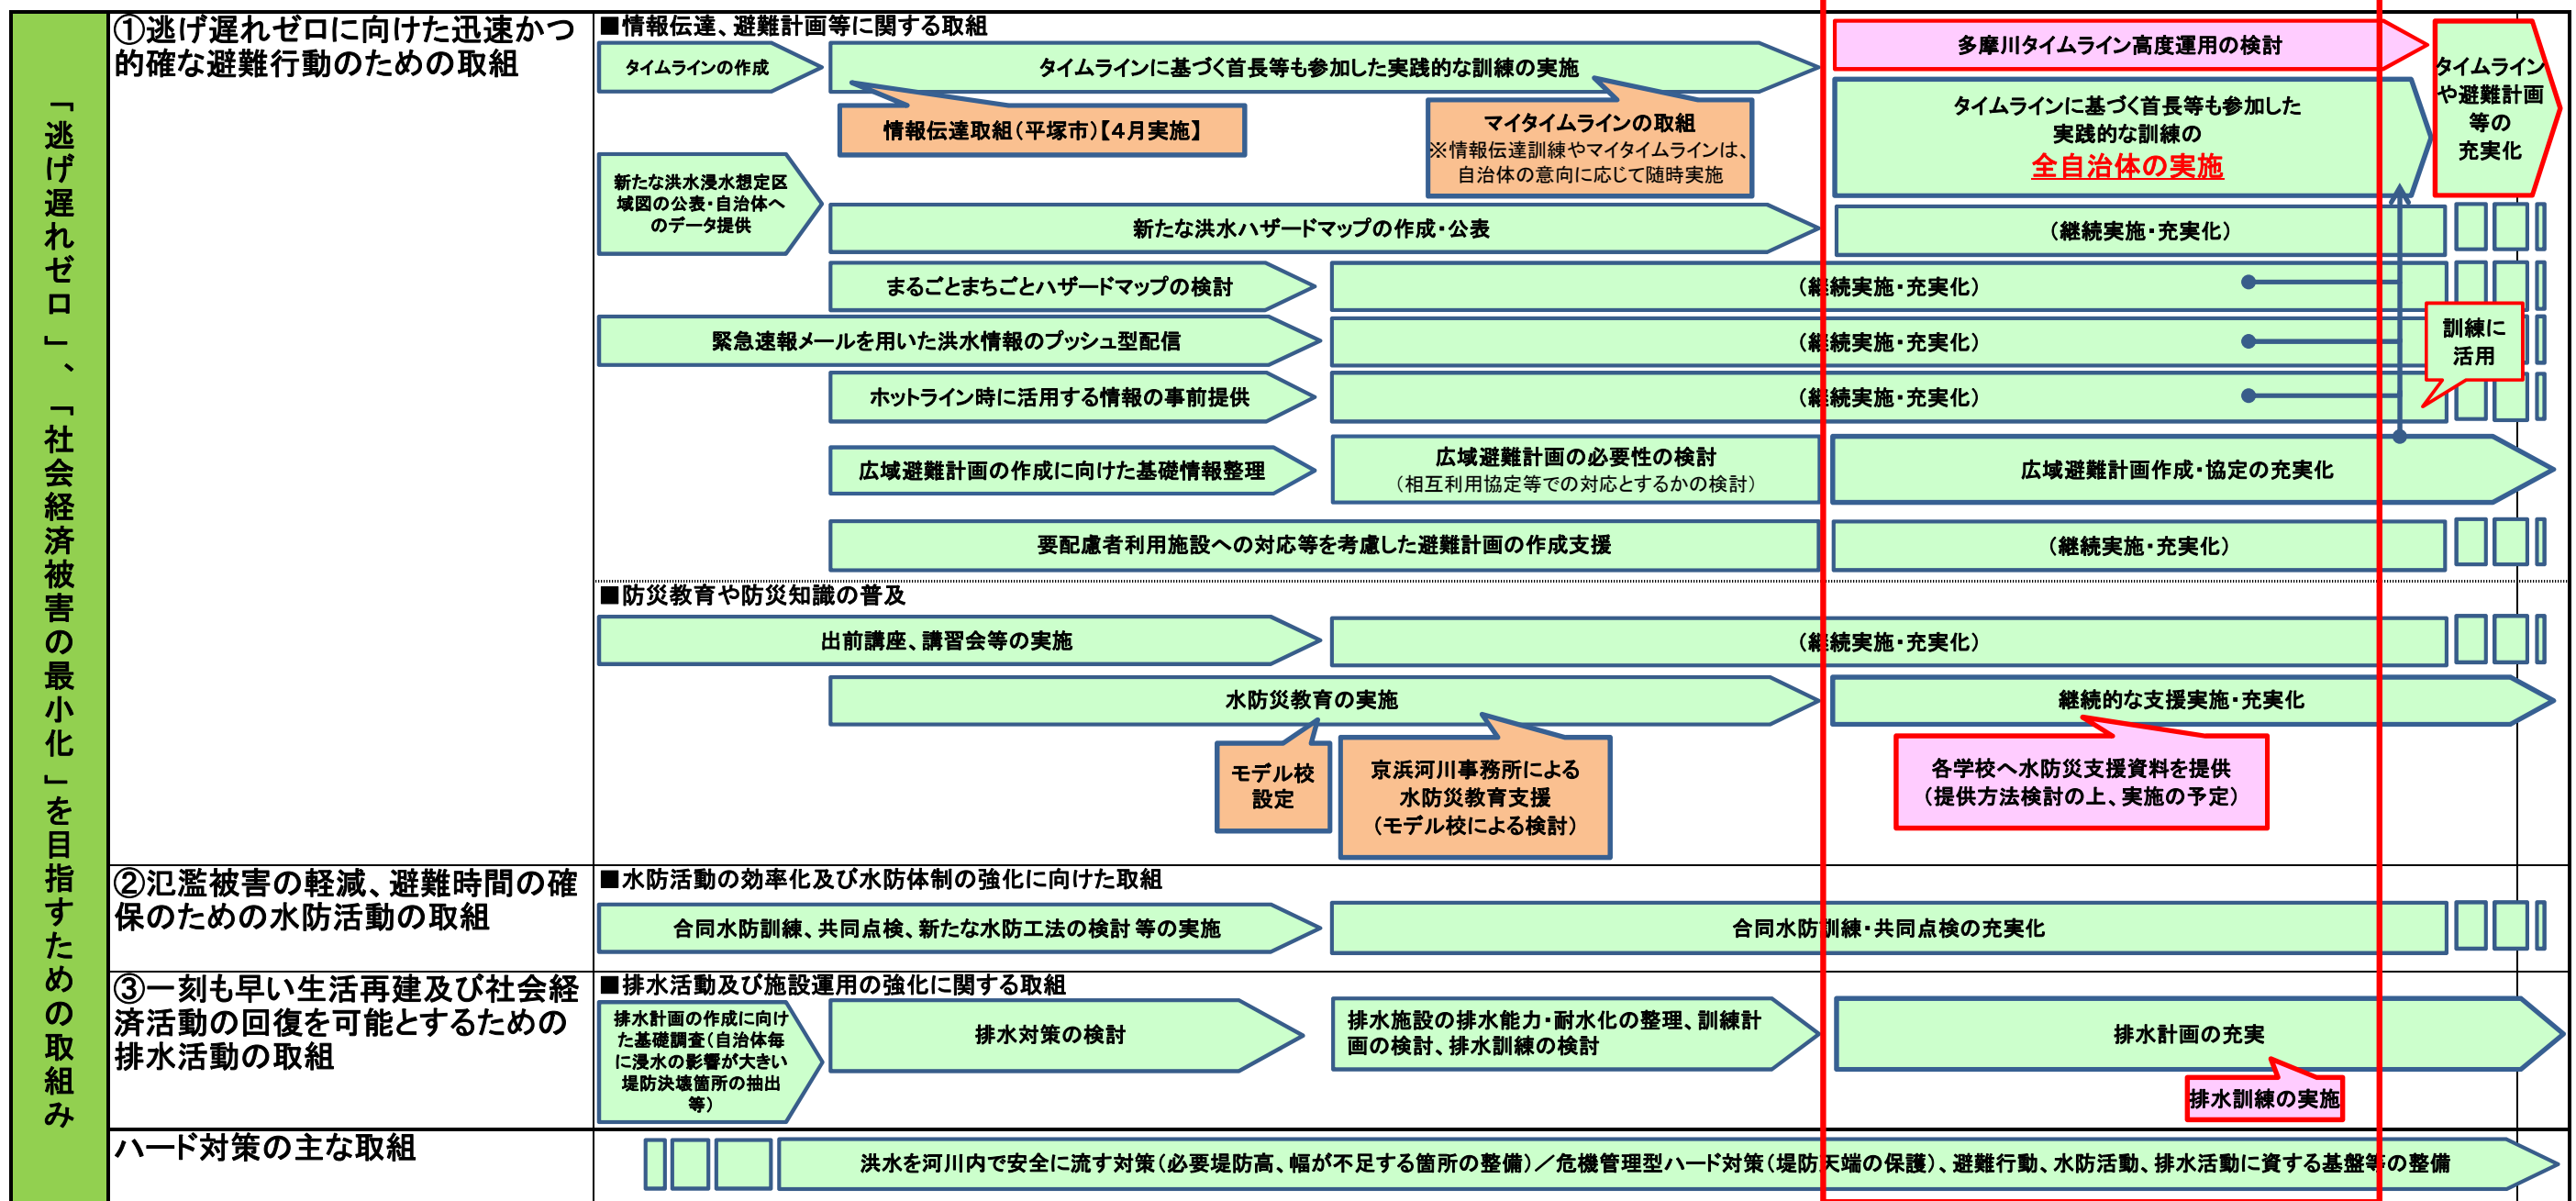 「逃げ遅れゼロ」、「社会経済被害の最小化」を目指すための取組み
①逃げ遅れゼロに向けた迅速かつ
的確な避難行動のための取組
■情報伝達、避難計画等に関する取組
タイムラインの作成
タイムラインに基づく首長等も参加した実践的な訓練の実施
多摩川タイムライン高度運用の検討
タイムライン
や避難計画
等の
充実化
情報伝達取組(平塚市)【4月実施】
マイタイムラインの取組
※情報伝達訓練やマイタイムラインは、
自治体の意向に応じて随時実施
タイムラインに基づく首長等も参加した
実践的な訓練の
全自治体の実施
新たな洪水浸水想定区
域図の公表・自治体へ
のデータ提供
新たな洪水ハザードマップの作成・公表
(継続実施・充実化)
まるごとまちごとハザードマップの検討
(継続実施・充実化)
緊急速報メールを用いた洪水情報のプッシュ型配信
(継続実施・充実化)
訓練に
活用
ホットライン時に活用する情報の事前提供
(継続実施・充実化)
広域避難計画の作成に向けた基礎情報整理
広域避難計画の必要性の検討
(相互利用協定等での対応とするかの検討)
広域避難計画作成・協定の充実化
要配慮者利用施設への対応等を考慮した避難計画の作成支援
(継続実施・充実化)
■防災教育や防災知識の普及
出前講座、講習会等の実施
(継続実施・充実化)
水防災教育の実施
継続的な支援実施・充実化
モデル校
設定
京浜河川事務所による
水防災教育支援
(モデル校による検討)
各学校へ水防災支援資料を提供
(提供方法検討の上、実施の予定)
②氾濫被害の軽減、避難時間の確
保のための水防活動の取組
■水防活動の効率化及び水防体制の強化に向けた取組
合同水防訓練、共同点検、新たな水防工法の検討 等の実施
合同水防訓練・共同点検の充実化
③一刻も早い生活再建及び社会経
済活動の回復を可能とするための
排水活動の取組
■排水活動及び施設運用の強化に関する取組
排水計画の作成に向け
た基礎調査(自治体毎
に浸水の影響が大きい
堤防決壊箇所の抽出
等)
排水対策の検討
排水施設の排水能力・耐水化の整理、訓練計
画の検討、排水訓練の検討
排水計画の充実
排水訓練の実施
ハード対策の主な取組
洪水を河川内で安全に流す対策(必要堤防高、幅が不足する箇所の整備)/危機管理型ハード対策(堤防天端の保護)、避難行動、水防活動、排水活動に資する基盤等の整備